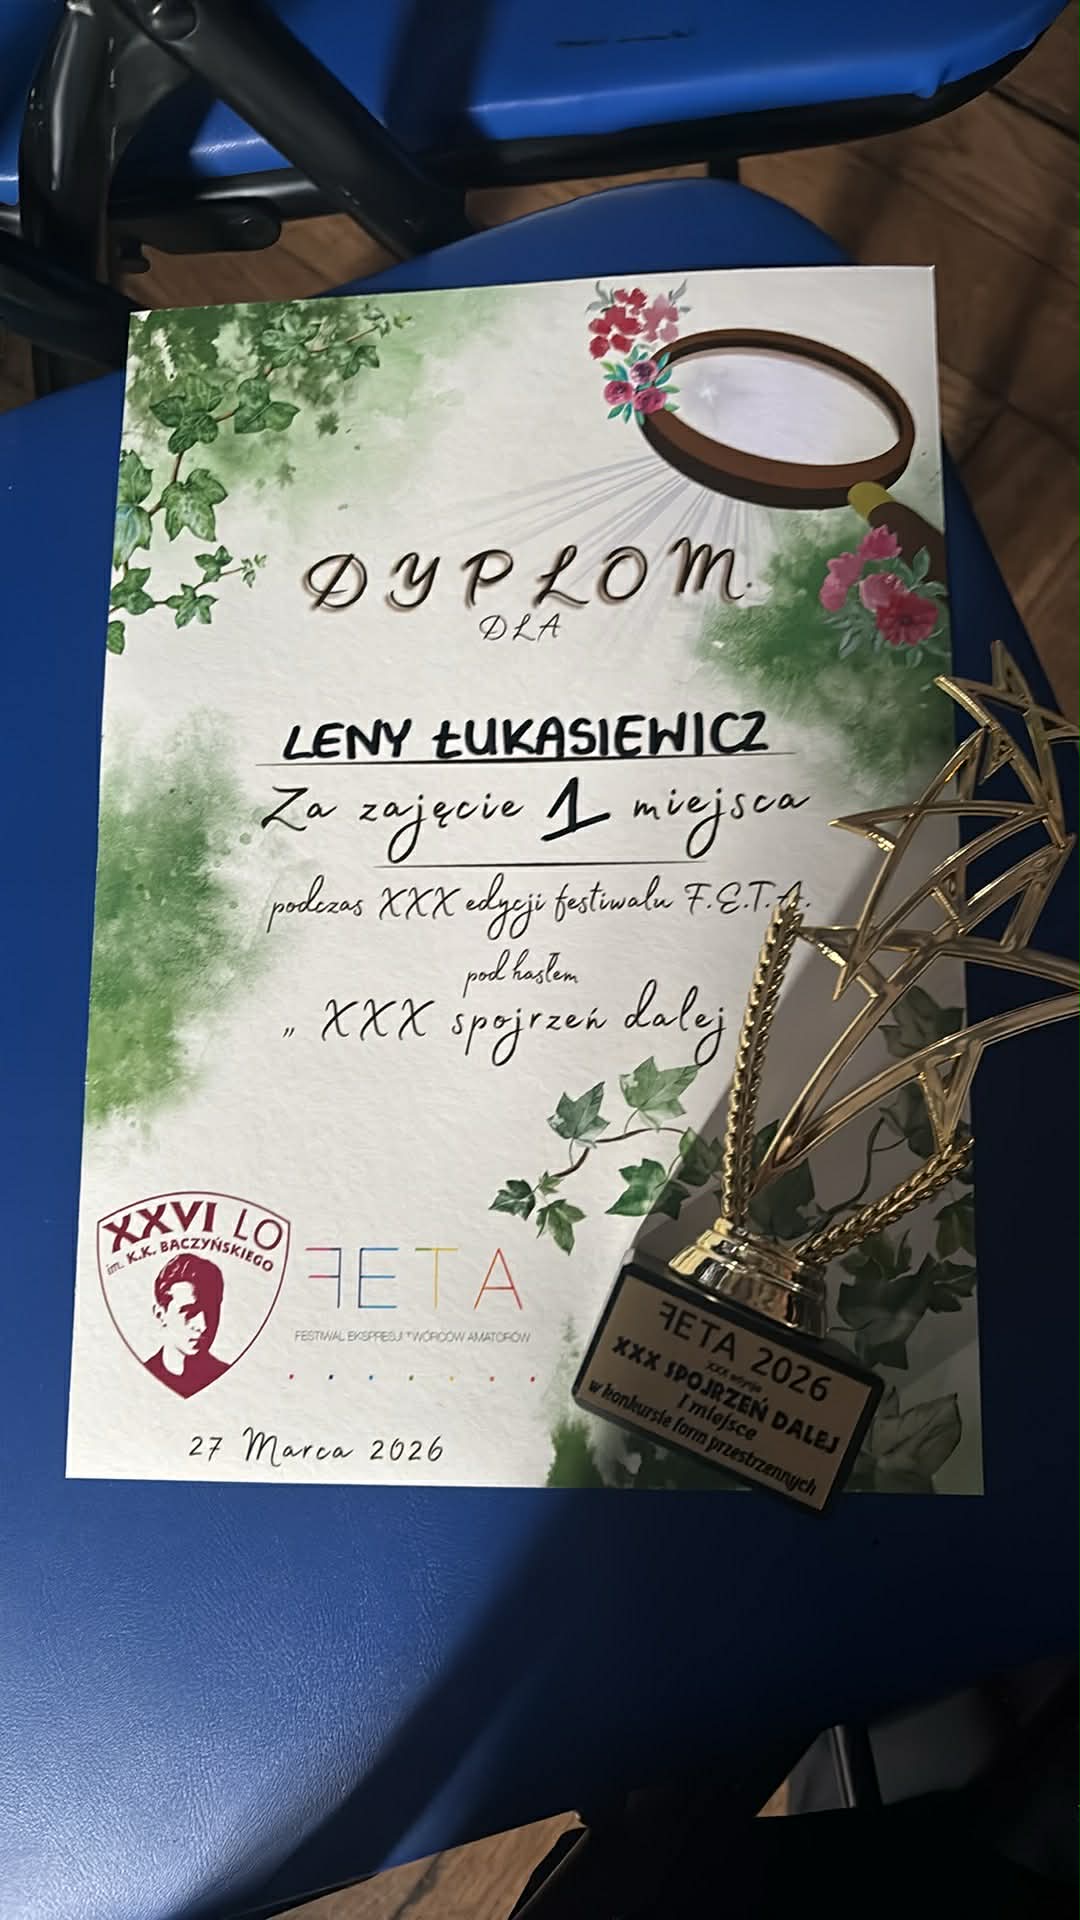 DYPLOM
DLA
LENY ŁUKASIEWICZ
Za zajęcie 1 miejsca
podczas XXX edycji festiwalu F.E.T.A.
pod hasłem
„ XXX spojrzeń dalej
XXVI LO
im. K.K. BACZYŃSKIEGO
FETA
FESTIWAL EKSPRESJI TWÓRCÓW AMATORÓW
27 Marca 2026
FETA 2026
XXX edycja
XXX SPOJRZEŃ DALEJ
I miejsce
w konkursie form przestrzennych